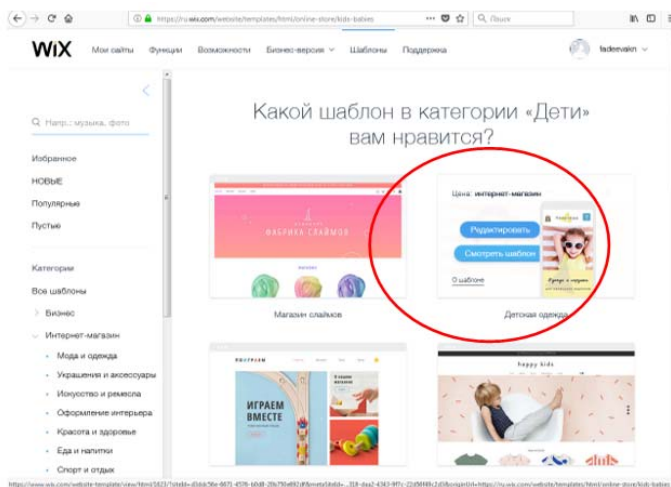 https://ru.wix.com/website/templates/html/online-store/kids-babies
Поиск
WiX
Мои сайты
Функции
Возможности
Бизнес-версия
Шаблоны
Поддержка
fadeevakn
Напр.: музыка, фото
Избранное
НОВЫЕ
Популярные
Пустые
Категории
Все шаблоны
Бизнес
Интернет-магазин
Мода и одежда
Украшения и аксессуары
Искусство и ремесла
Оформление интерьера
Красота и здоровье
Еда и напитки
Спорт и отдых
Какой шаблон в категории «Дети»
вам нравится?
ФАБРИКА СЛАЙМОВ
Магазин слаймов
Цена: интернет-магазин
Редактировать
Смотреть шаблон
О шаблоне
Детская одежда
ПОИГРАЕМ
ИГРАЕМ
ВМЕСТЕ
happy kids